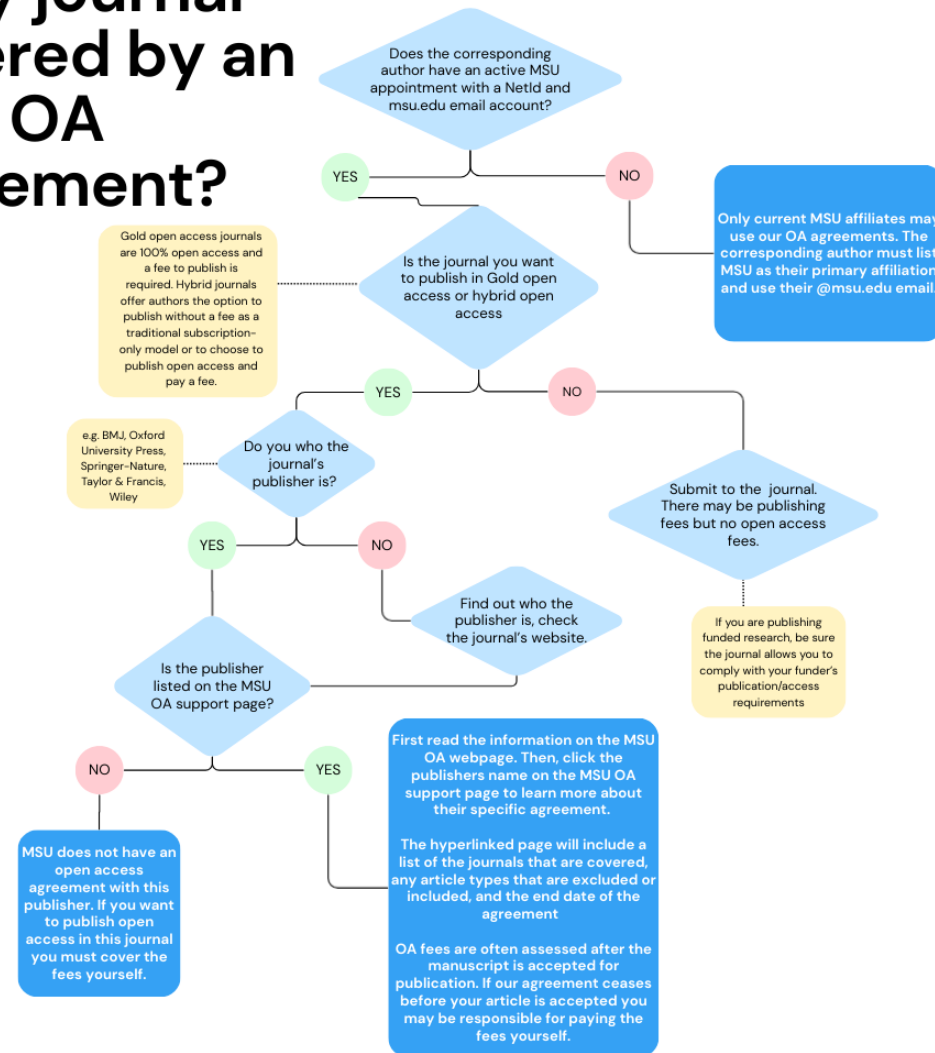 y journal
ered by an
OA
ement?
Does the corresponding
author have an active MSU
appointment with a NetId and
msu.edu email account?
YES
NO
Only current MSU affiliates may
use our OA agreements. The
corresponding author must list
MSU as their primary affiliation
and use their @msu.edu email.
Gold open access journals
are 100% open access and
a fee to publish is
required. Hybrid journals
offer authors the option to
publish without a fee as a
traditional subscription-
only model or to choose to
publish open access and
pay a fee.
Is the journal you want
to publish in Gold open
access or hybrid open
access
YES
NO
e.g. BMJ, Oxford
University Press,
Springer-Nature,
Taylor & Francis,
Wiley
Do you who the
journal's
publisher is?
Submit to the journal.
There may be publishing
fees but no open access
fees.
YES
NO
Find out who the
publisher is, check
the journal's website.
If you are publishing
funded research, be sure
the journal allows you to
comply with your funder's
publication/access
requirements
Is the publisher
listed on the MSU
OA support page?
NO
YES
MSU does not have an
open access
agreement with this
publisher. If you want
to publish open
access in this journal
you must cover the
fees yourself.
First read the information on the MSU
OA webpage. Then, click the
publishers name on the MSU OA
support page to learn more about
their specific agreement.
The hyperlinked page will include a
list of the journals that are covered,
any article types that are excluded or
included, and the end date of the
agreement
OA fees are often assessed after the
manuscript is accepted for
publication. If our agreement ceases
before your article is accepted you
may be responsible for paying the
fees yourself.